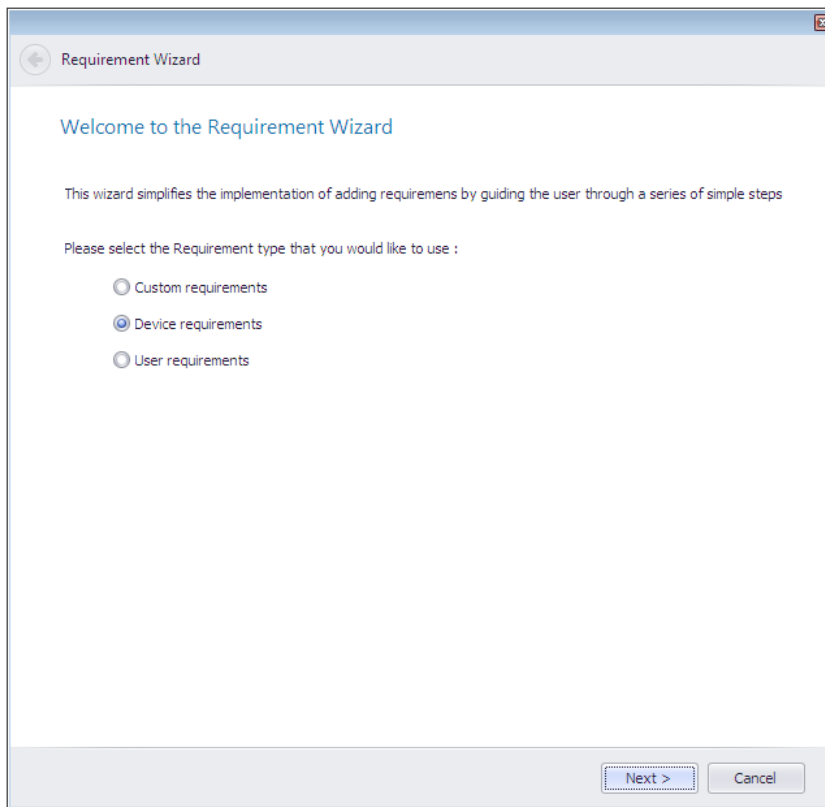 Requirement Wizard
Welcome to the Requirement Wizard
This wizard simplifies the implementation of adding requiremens by guiding the user through a series of simple steps
Please select the Requirement type that you would like to use :
Custom requirements
Device requirements
User requirements
Next >
Cancel